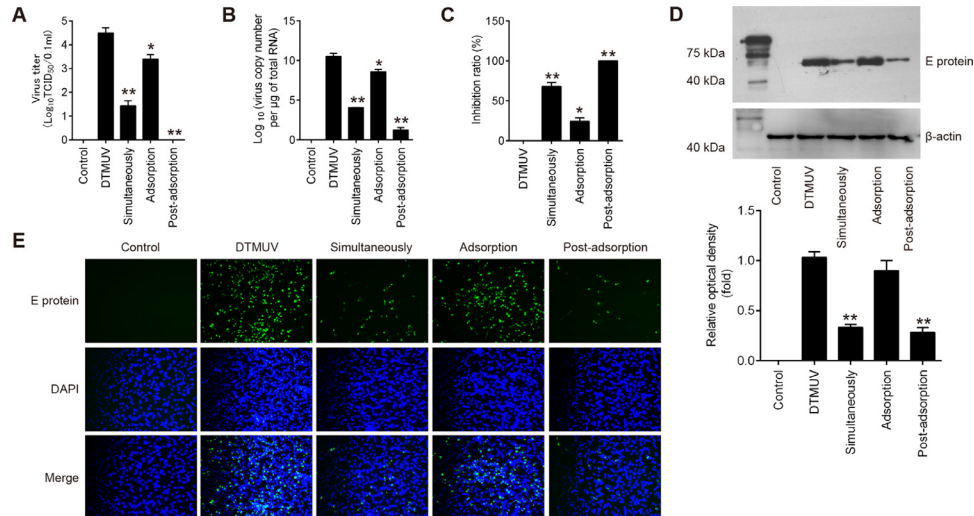 A
Virus titer
(Log10TCID50/0.1ml)
5
4
3
2
1
0
**
*
**
Control
DTMUV
Simultaneously
Adsorption
Post-adsorption
B
Log 10 (virus copy number
per µg of total RNA)
15
10
5
0
**
*
**
Control
DTMUV
Simultaneously
Adsorption
Post-adsorption
C
Inhibition ratio (%)
150
100
50
0
**
*
**
DTMUV
Simultaneously
Adsorption
Post-adsorption
D
75 kDa
40 kDa
E protein
40 kDa
β-actin
Control
DTMUV
Simultaneously
Adsorption
Post-adsorption
Relative optical density
(fold)
1.5
1.0
0.5
0.0
**
**
Control
DTMUV
Simultaneously
Adsorption
Post-adsorption
E
Control
DTMUV
Simultaneously
Adsorption
Post-adsorption
E protein
DAPI
Merge